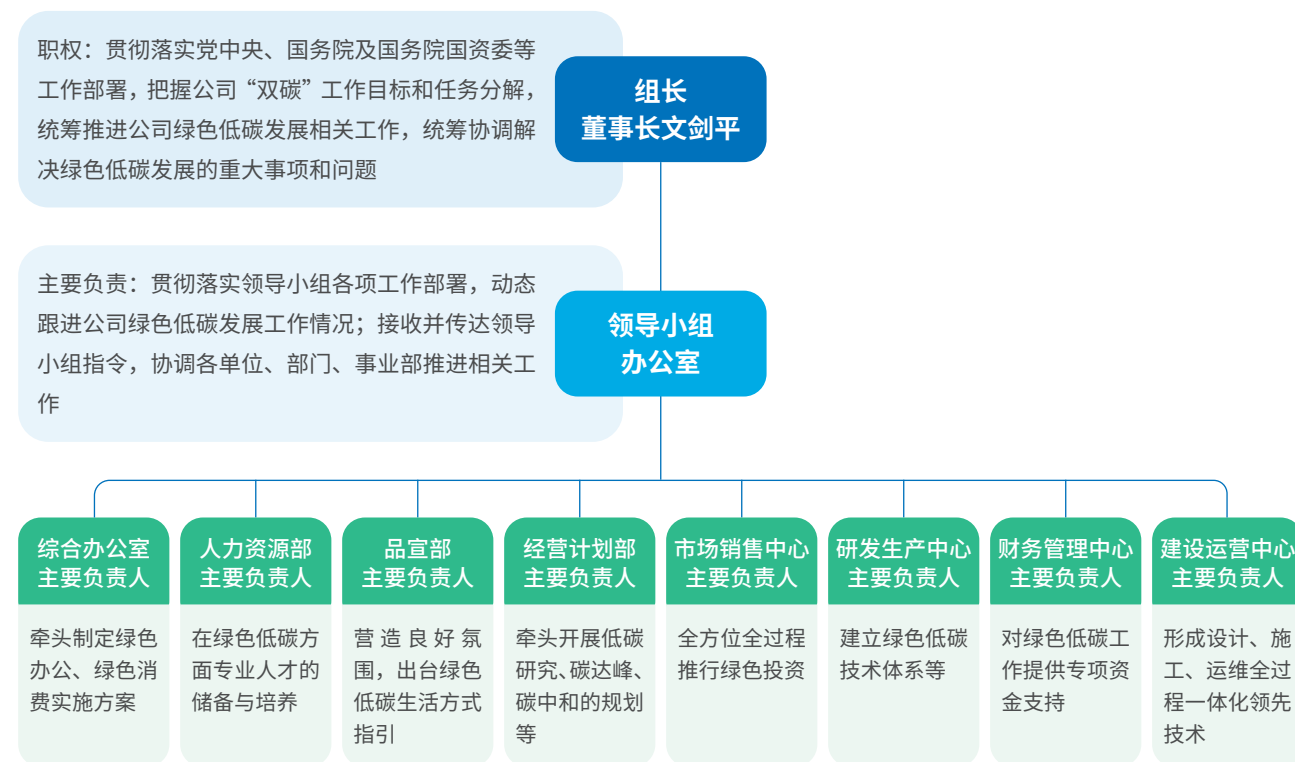 职权：贯彻落实党中央、国务院及国务院国资委等
工作部署，把握公司“双碳”工作目标和任务分解，
统筹推进公司绿色低碳发展相关工作，统筹协调解
决绿色低碳发展的重大事项和问题
组长
董事长文剑平
主要负责：贯彻落实领导小组各项工作部署，动态
跟进公司绿色低碳发展工作情况；接收并传达领导
小组指令，协调各单位、部门、事业部推进相关工
作
领导小组
办公室
综合办公室
主要负责人
牵头制定绿色
办公、绿色消
费实施方案
人力资源部
主要负责人
在绿色低碳方
面专业人才的
储备与培养
品宣部
主要负责人
营造良好氛
围，出台绿色
低碳生活方式
指引
经营计划部
主要负责人
牵头开展低碳
研究、碳达峰、
碳中和的规划
等
市场销售中心
主要负责人
全方位全过程
推行绿色投资
研发生产中心
主要负责人
建立绿色低碳
技术体系等
财务管理中心
主要负责人
对绿色低碳工
作提供专项资
金支持
建设运营中心
主要负责人
形成设计、施
工、运维全过
程一体化领先
技术